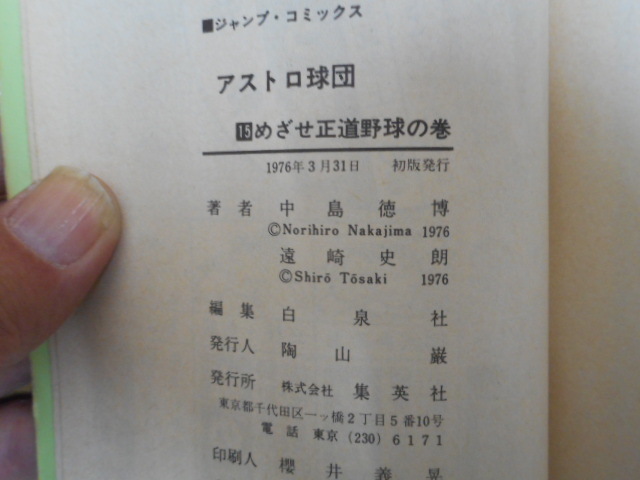 ■ジャンプ・コミックス
アストロ球団
15めざせ正道野球の巻
1976年3月31日 初版発行
著者 中島徳博
©Norihiro Nakajima 1976
遠崎史朗
©Shirō Tōsaki 1976
編集 白泉社
発行人 陶山巌
発行所 株式会社 集英社
東京都千代田区一ッ橋2丁目5番10号
電話 東京 (230) 6171
印刷人 櫻井義晃